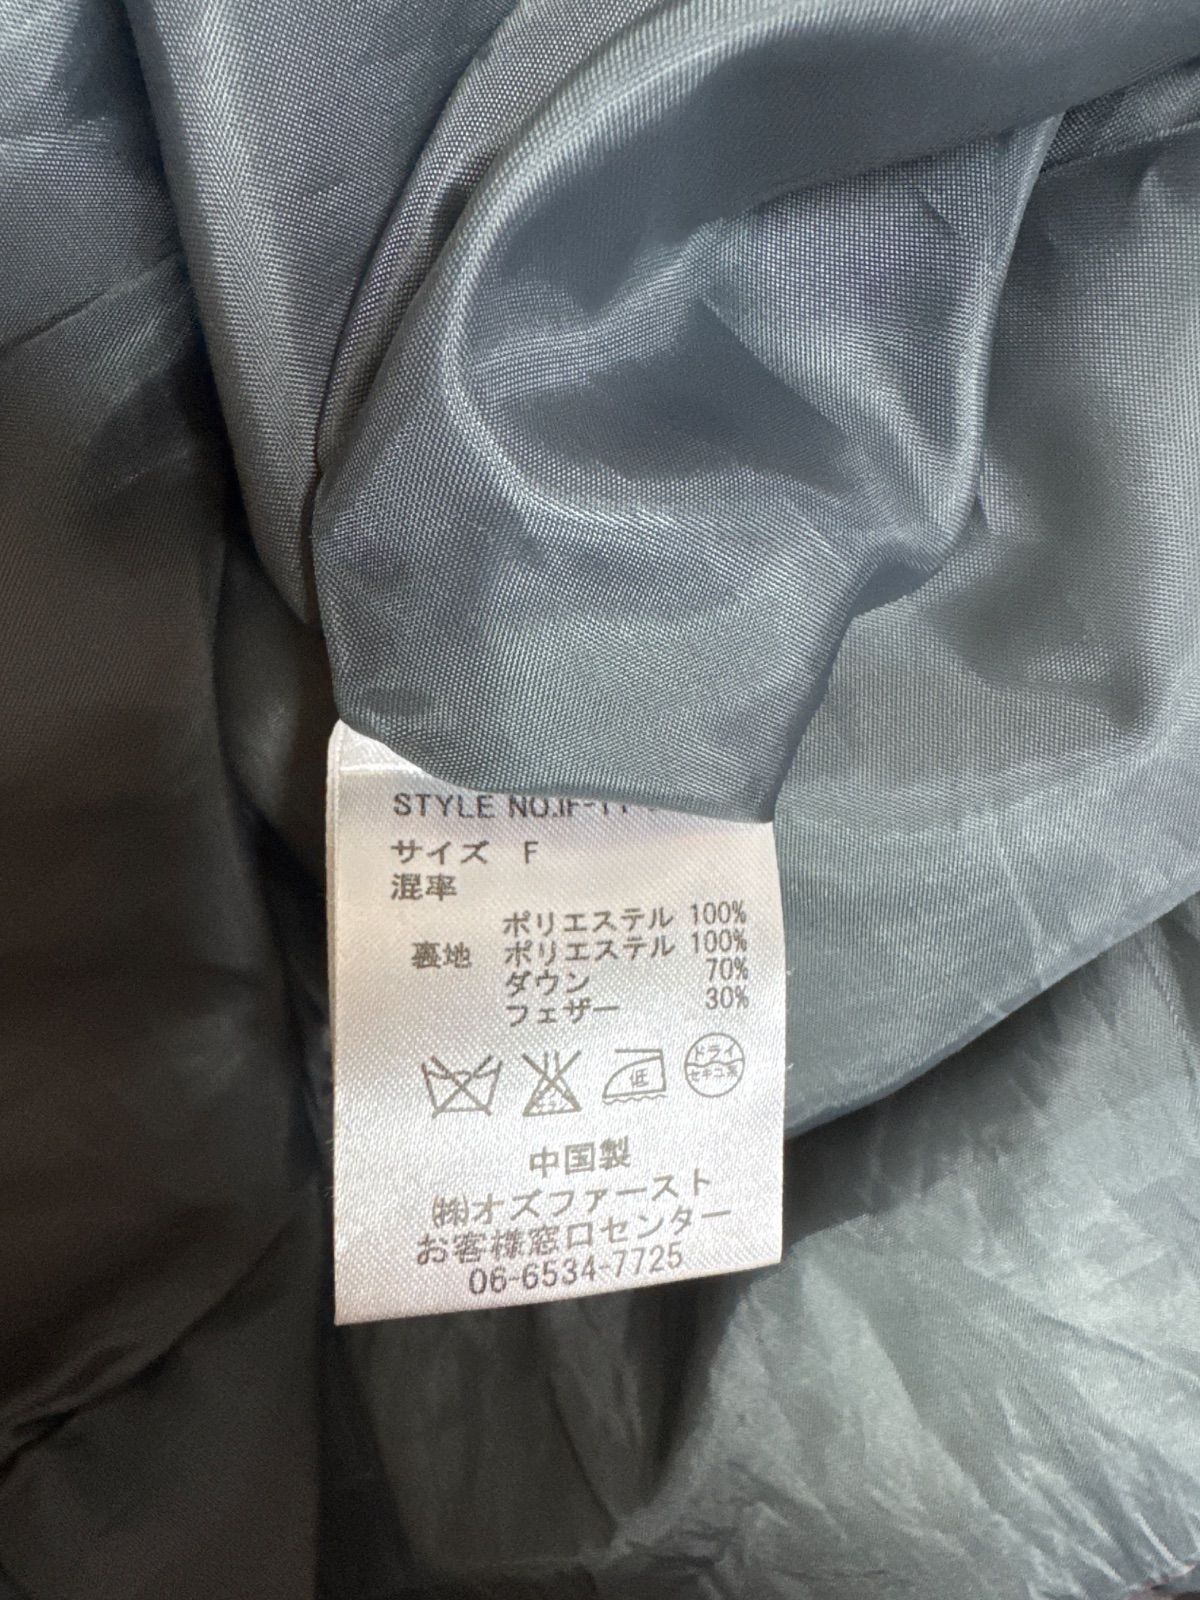 STYLE NO.IF-11
サイズ F
混率
ポリエステル 100%
裏地 ポリエステル 100%
ダウン 70%
フェザー 30%
低
ドライ
セキユ系
中国製
㈱オズファースト
お客様窓口センター
06-6534-7725